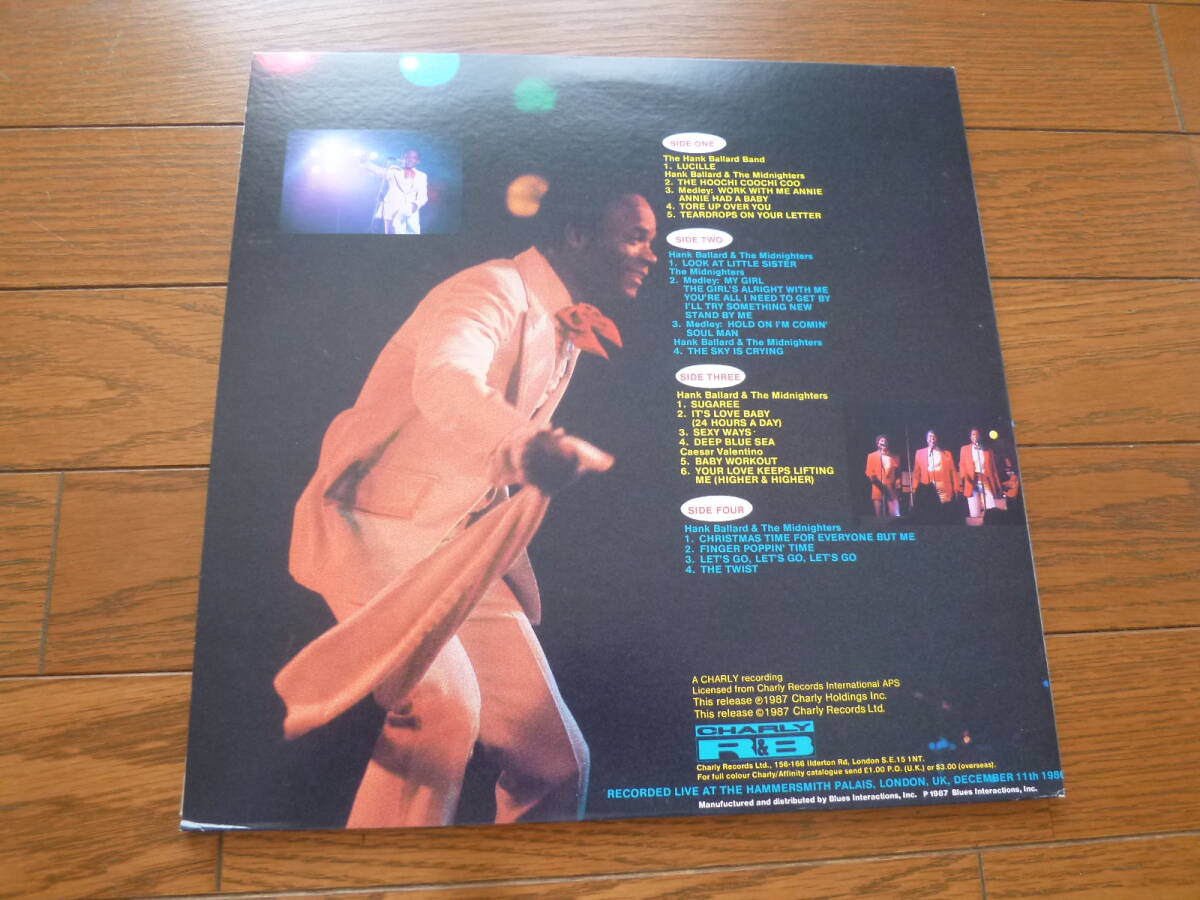 SIDE ONE
The Hank Ballard Band
1. LUCILLE
Hank Ballard & The Midnighters
2. THE HOOCHI COOCHI COO
3. Medley: WORK WITH ME ANNIE
ANNIE HAD A BABY
4. TORE UP OVER YOU
5. TEARDROPS ON YOUR LETTER
SIDE TWO
Hank Ballard & The Midnighters
1. LOOK AT LITTLE SISTER
The Midnighters
2. Medley: MY GIRL
THE GIRL'S ALRIGHT WITH ME
YOU'RE ALL I NEED TO GET BY
I'LL TRY SOMETHING NEW
STAND BY ME
3. Medley: HOLD ON I'M COMIN'
SOUL MAN
Hank Ballard & The Midnighters
4. THE SKY IS CRYING
SIDE THREE
Hank Ballard & The Midnighters
1. SUGAREE
2. IT'S LOVE BABY
(24 HOURS A DAY)
3. SEXY WAYS
4. DEEP BLUE SEA
Caesar Valentino
5. BABY WORKOUT
6. YOUR LOVE KEEPS LIFTING
ME (HIGHER & HIGHER)
SIDE FOUR
Hank Ballard & The Midnighters
1. CHRISTMAS TIME FOR EVERYONE BUT ME
2. FINGER POPPIN' TIME
3. LET'S GO, LET'S GO, LET'S GO
4. THE TWIST
A CHARLY recording
Licensed from Charly Records International APS
This release ℗1987 Charly Holdings Inc.
This release ©1987 Charly Records Ltd.
CHARLY
R&B
Charly Records Ltd., 156-166 Ilderton Rd, London S.E.15 1NT.
For full colour Charly/Affinity catalogue send £1.00 P.O. (U.K.) or $3.00 (overseas).
RECORDED LIVE AT THE HAMMERSMITH PALAIS, LONDON, UK, DECEMBER 11th 1986
Manufuctured and distributed by Blues Interactions, Inc. P 1987 Blues Interactions, Inc.